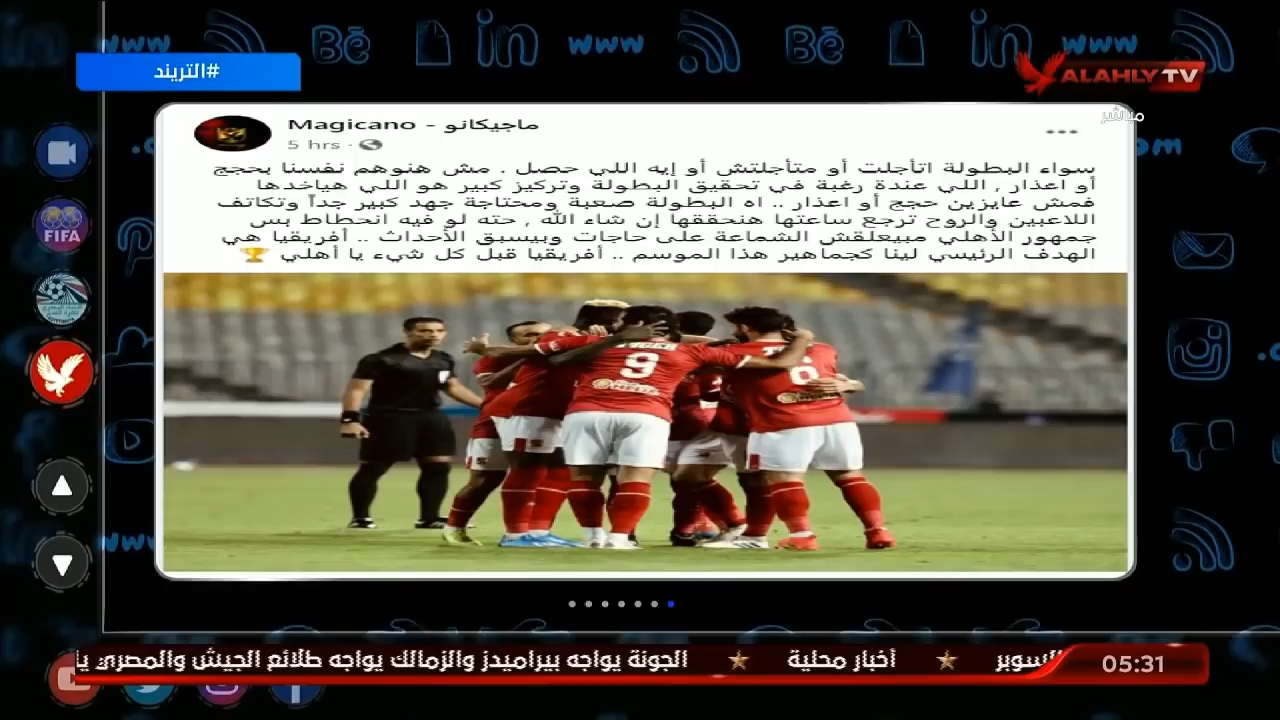 #التريند
ALAHLY TV
مباشر
Magicano - ماجيكانو
5 hrs ·
سواء البطولة اتأجلت أو متأجلتش أو إيه اللي حصل . مش هنوهم نفسنا بحجج
أو اعذار , اللي عندة رغبة في تحقيق البطولة وتركيز كبير هو اللي هياخدها
فمش عايزين حجج أو اعذار .. اه البطولة صعبة ومحتاجة جهد كبير جداً وتكاتف
اللاعبين والروح ترجع ساعتها هنحققها إن شاء الله , حته لو فيه انحطاط بس
جمهور الأهلي مبيعلقش الشماعة على حاجات وبيسبق الأحداث .. أفريقيا هي
الهدف الرئيسي لينا كجماهير هذا الموسم .. أفريقيا قبل كل شيء يا أهلي 🏆
FIFA
9
6
السوبر ★ أخبار محلية ★ الجونة يواجه بيراميدز والزمالك يواجه طلائع الجيش والمصري
05:31